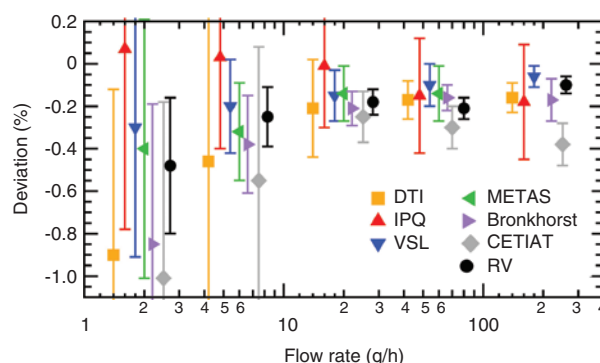 0.2
0
-0.2
-0.4
-0.6
-0.8
-1.0
Deviation (%)
DTI
IPQ
VSL
METAS
Bronkhorst
CETIAT
RV
1 2 3 4 5 6 10 2 3 4 5 6 100 2 3 4
Flow rate (g/h)